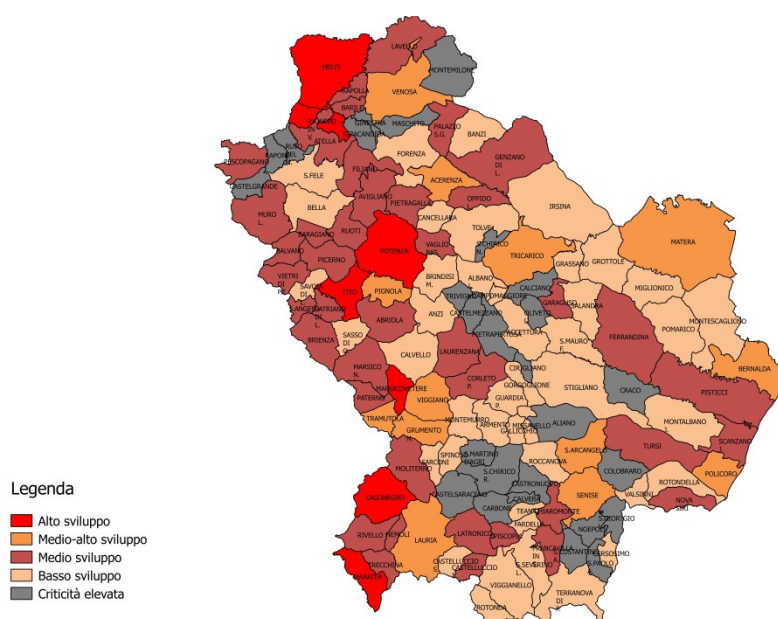 LAVELLO
MELFI
MONTEMILONE
RAPOLLA
VENOSA
BARILE
GINESTRA
MASCHITO
PALAZZO S.G.
BANZI
RIPACANDIDA
ATELLA
FORENZA
GENZANO DI L.
PESCOPAGANO
S.FELE
FILIANO
ACERENZA
CASTELGRANDE
AVIGLIANO
PIETRAGALLA
OPPIDO L.
IRSINA
MURO L.
BELLA
RUOTI
CANCELLARA
TOLVE
BARAGIANO
MATERA
BALVANO
PICERNO
POTENZA
VAGLIO BAS.
S.CHIRICO N.
TRICARICO
GRASSANO
GROTTOLE
VIETRI DI P.
TITO
PIGNOLA
BRINDISI M.
ALBANO
CALCIANO
MIGLIONICO
TRIVIGNO
CAMPOMAGGIORE
GARAGUSO
SALANDRA
ABRIOLA
ANZI
CASTELMEZZANO
OLIVETO
MONTESCAGLIOSO
BRIENZA
SASSO DI C.
PIETRAPERTOSA
ACCETTURA
FERRANDINA
POMARICO
CALVELLO
LAURENZANA
S.MAURO F.
BERNALDA
MARSICO N.
CIRIGLIANO
PATERNO
MARSICOVETERE
CORLETO P.
GORGOGLIONE
STIGLIANO
CRACO
PISTICCI
VIGGIANO
GUARDIA P.
TRAMUTOLA
GRUMENTO N.
MONTEMURRO
ARMENTO
MISSANELLO
GALLICCHIO
ALIANO
MONTALBANO
SPINOSO
SARCONI
TURSI
SCANZANO
MOLITERNO
S.MARTINO D'AGRI
ROCCANOVA
S.ARCANGELO
S.CHIRICO R.
COLOBRARO
POLICORO
CASTRONUOVO
ROTONDELLA
LAGONEGRO
CASTELSARACENO
CALVERA
SENISE
VALSINNI
NOVA SIRI
CARBONE
TEANA
CHIAROMONTE
S.GIORGIO
RIVELLO
NEMOLI
LAURIA
LATRONICO
EPISCOPIA
FARDELLA
NOEPOLI
FRANCAVILLA IN S.
S.COSTANTINO A.
CERSOSIMO
TRECCHINA
CASTELLUCCIO S.
CASTELLUCCIO
S.SEVERINO L.
S.PAOLO
MARATEA
VIGGIANELLO
TERRANOVA DI P.
ROTONDA
Legenda
Alto sviluppo
Medio-alto sviluppo
Medio sviluppo
Basso sviluppo
Criticità elevata